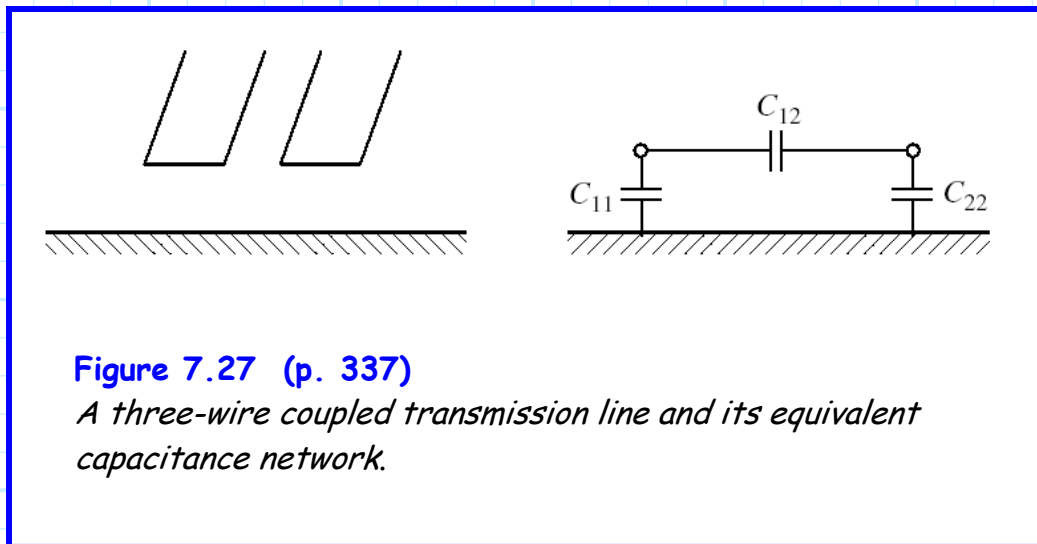 C12
C11
C22
Figure 7.27 (p. 337)
A three-wire coupled transmission line and its equivalent
capacitance network.